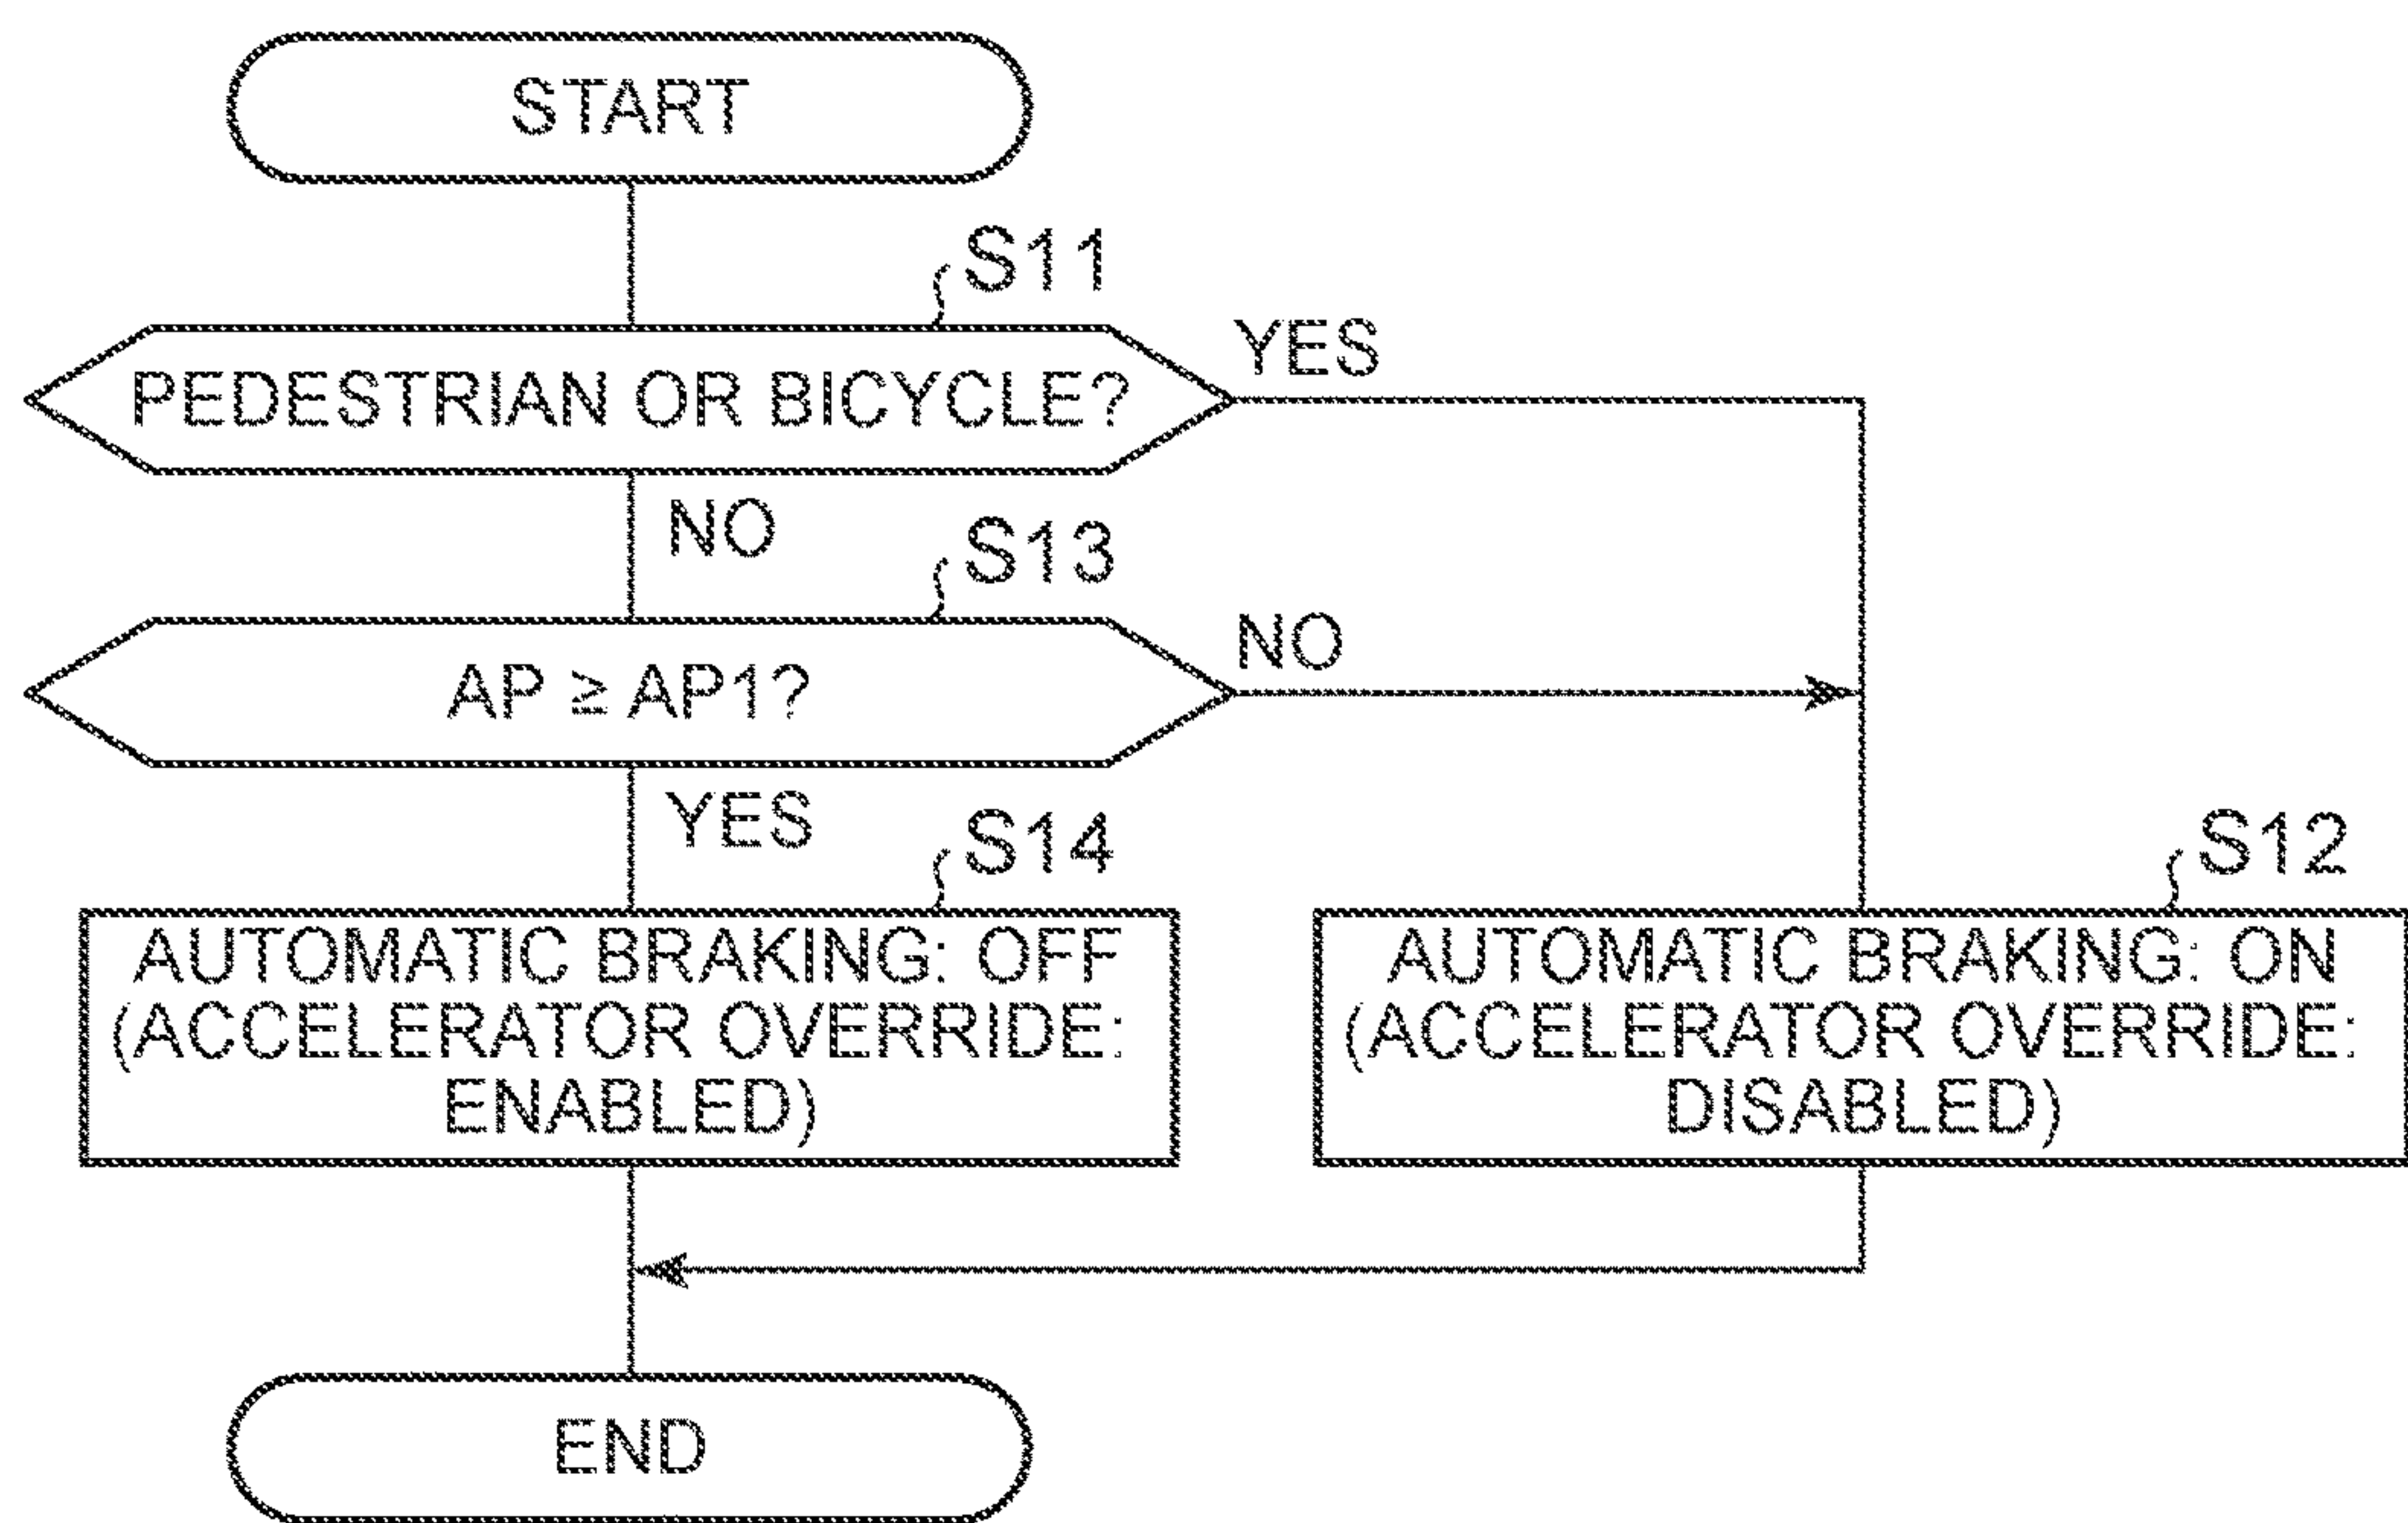 START
S11
PEDESTRIAN OR BICYCLE?
YES
NO
S13
AP ≧ AP1?
NO
YES
S14
AUTOMATIC BRAKING: OFF
(ACCELERATOR OVERRIDE:
ENABLED)
S12
AUTOMATIC BRAKING: ON
(ACCELERATOR OVERRIDE:
DISABLED)
END